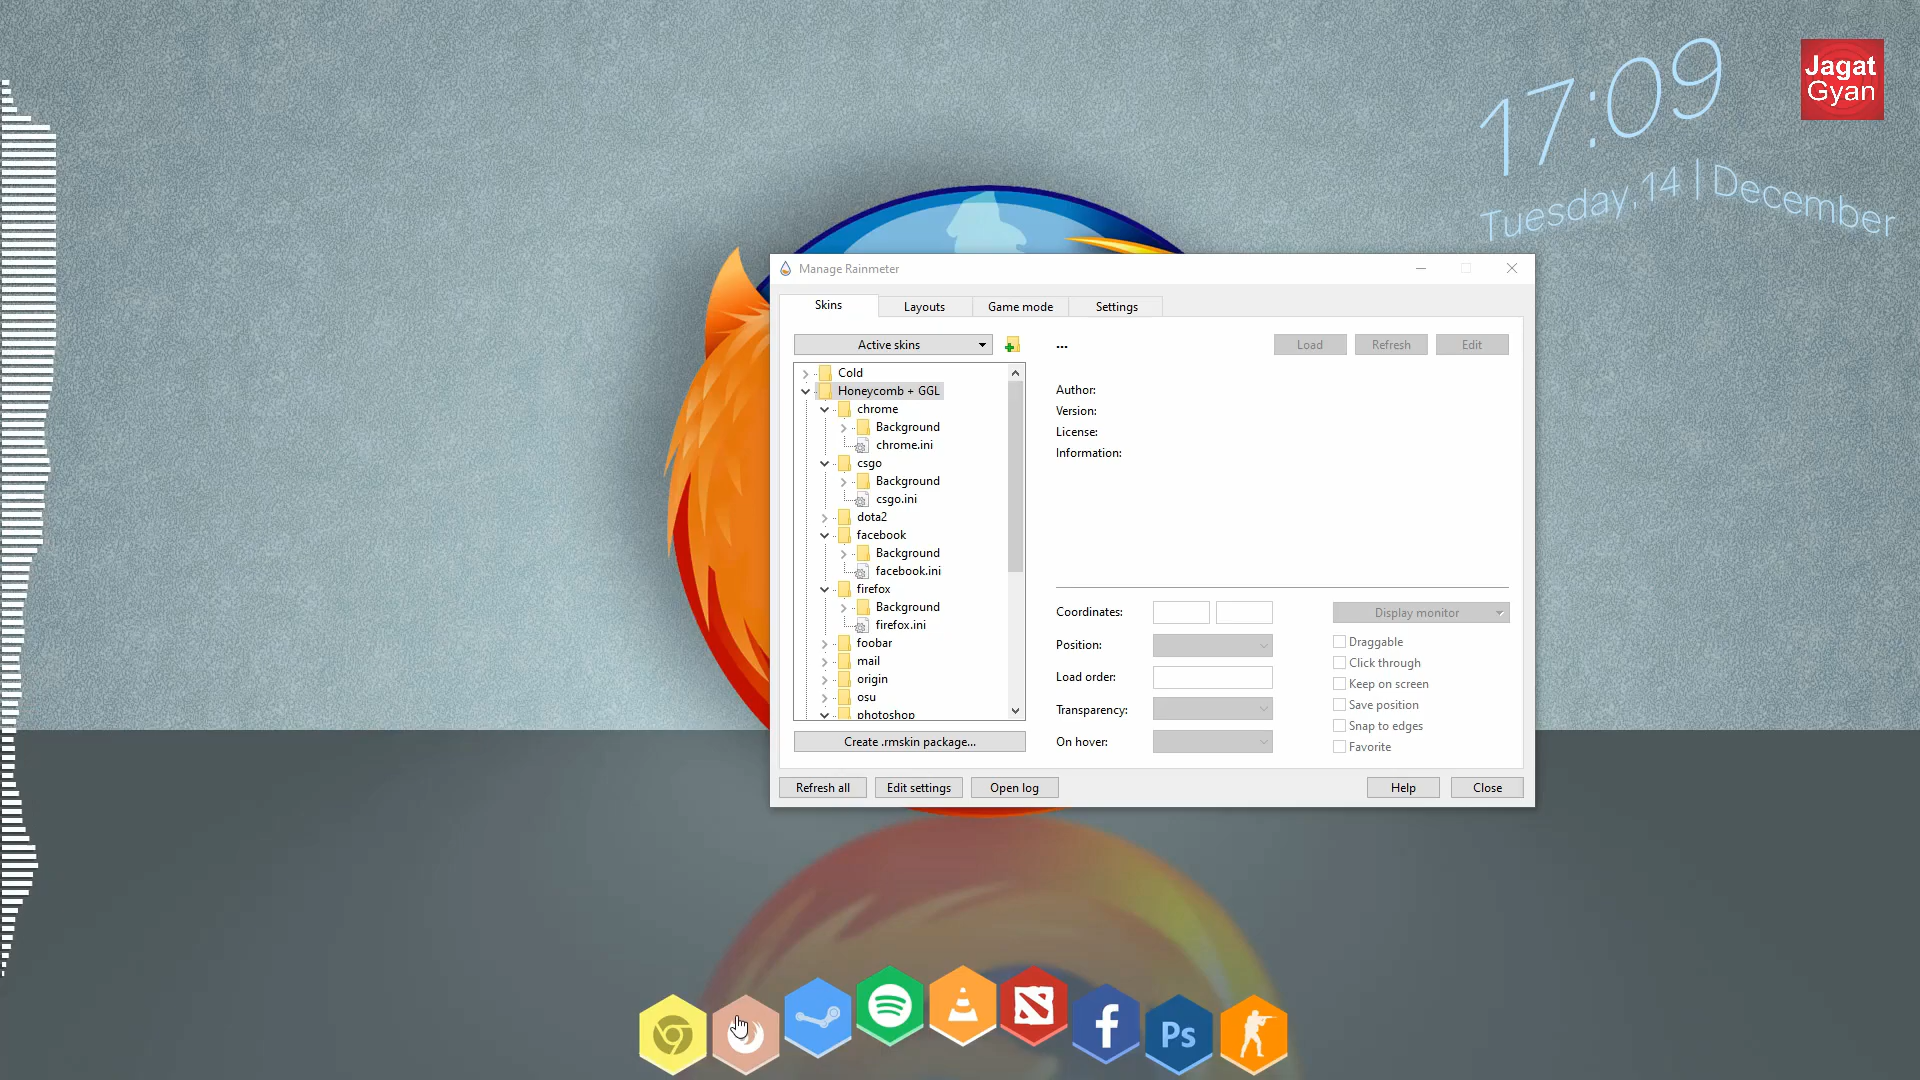 17:09
Tuesday,14 | December
Jagat
Gyan
Manage Rainmeter
Skins
Layouts
Game mode
Settings
Active skins
...
Load
Refresh
Edit
Cold
Honeycomb + GGL
chrome
Background
chrome.ini
csgo
Background
csgo.ini
dota2
facebook
Background
facebook.ini
firefox
Background
firefox.ini
foobar
mail
origin
osu
photoshop
Create .rmskin package...
Author:
Version:
License:
Information:
Coordinates:
Position:
Load order:
Transparency:
On hover:
Display monitor
Draggable
Click through
Keep on screen
Save position
Snap to edges
Favorite
Refresh all
Edit settings
Open log
Help
Close
f
Ps